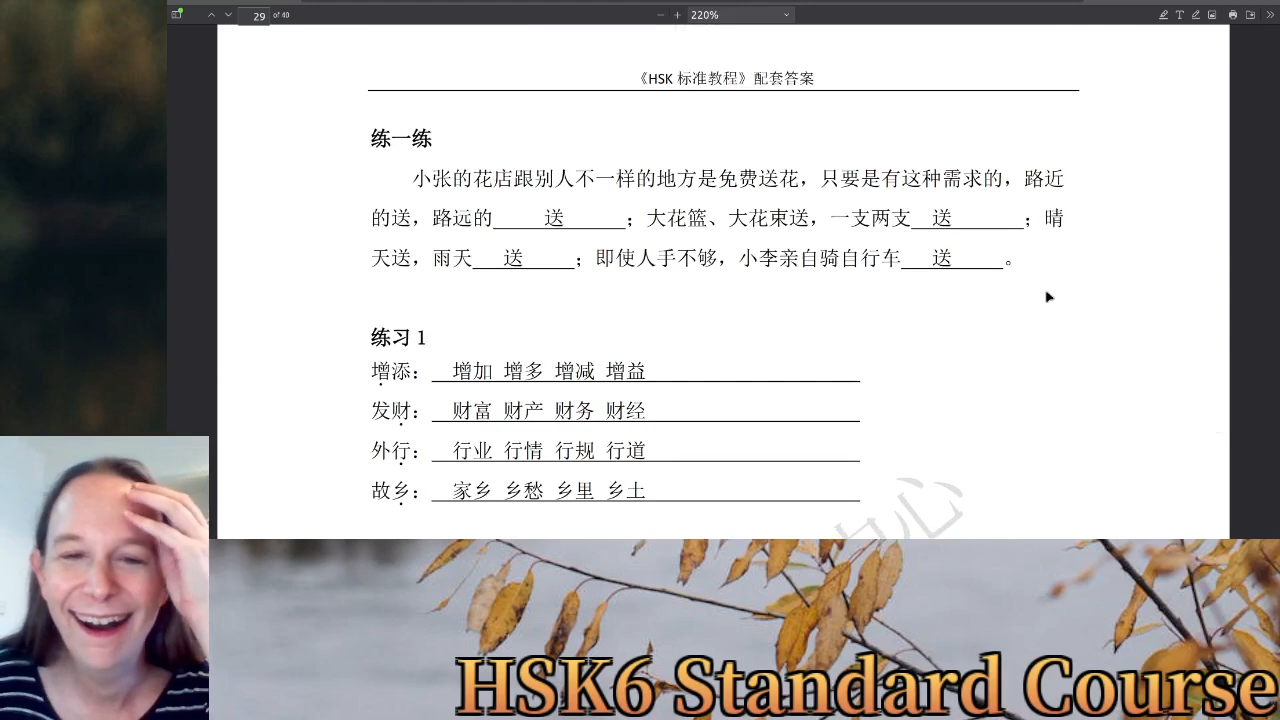 29 of 40
220%
《HSK 标准教程》配套答案
练一练
小张的花店跟别人不一样的地方是免费送花，只要是有这种需求的，路近
的送，路远的 送 ；大花篮、大花束送，一支两支 送 ；晴
天送，雨天 送 ；即使人手不够，小李亲自骑自行车 送 。
练习 1
增添： 增加 增多 增减 增益
发财： 财富 财产 财务 财经
外行： 行业 行情 行规 行道
故乡： 家乡 乡愁 乡里 乡土
中心
HSK6 Standard Course